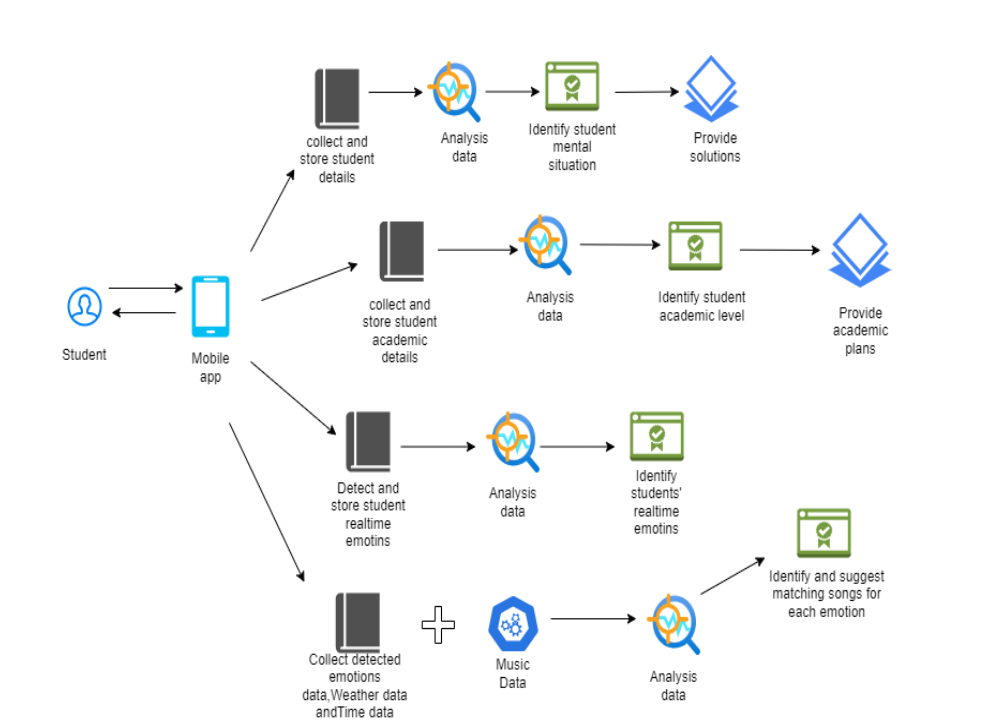 collect and
store student
details
Analysis
data
Identify student
mental
situation
Provide
solutions
Student
Mobile
app
collect and
store student
academic
details
Analysis
data
Identify student
academic level
Provide
academic
plans
Detect and
store student
realtime
emotins
Analysis
data
Identify
students'
realtime
emotins
Collect detected
emotions
data,Weather data
andTime data
Music
Data
Analysis
data
Identify and suggest
matching songs for
each emotion